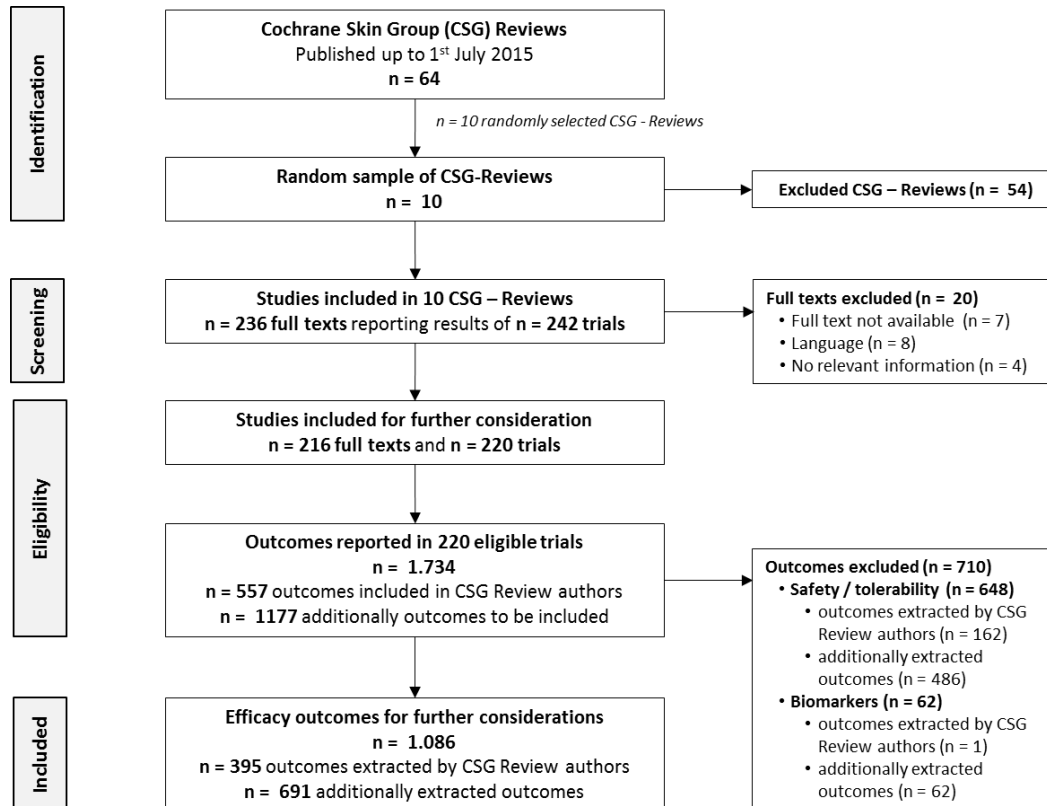 Identification
Cochrane Skin Group (CSG) Reviews
Published up to 1st July 2015
n = 64
n = 10 randomly selected CSG - Reviews
Random sample of CSG-Reviews
n = 10
Excluded CSG – Reviews (n = 54)
Screening
Studies included in 10 CSG – Reviews
n = 236 full texts reporting results of n = 242 trials
Full texts excluded (n = 20)
• Full text not available (n = 7)
• Language (n = 8)
• No relevant information (n = 4)
Eligibility
Studies included for further consideration
n = 216 full texts and n = 220 trials
Outcomes reported in 220 eligible trials
n = 1.734
n = 557 outcomes included in CSG Review authors
n = 1177 additionally outcomes to be included
Outcomes excluded (n = 710)
• Safety / tolerability (n = 648)
• outcomes extracted by CSG
Review authors (n = 162)
• additionally extracted
outcomes (n = 486)
• Biomarkers (n = 62)
• outcomes extracted by CSG
Review authors (n = 1)
• additionally extracted
outcomes (n = 62)
Included
Efficacy outcomes for further considerations
n = 1.086
n = 395 outcomes extracted by CSG Review authors
n = 691 additionally extracted outcomes